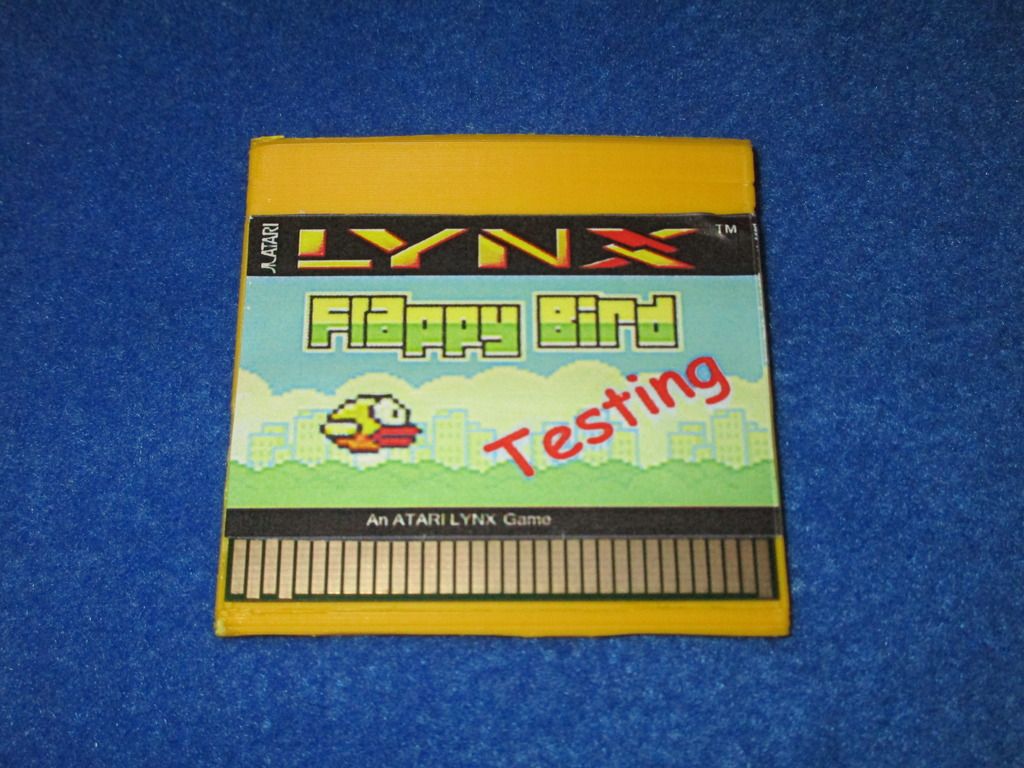 ATARI
LYNX ™
Flappy Bird
Testing
An ATARI LYNX Game